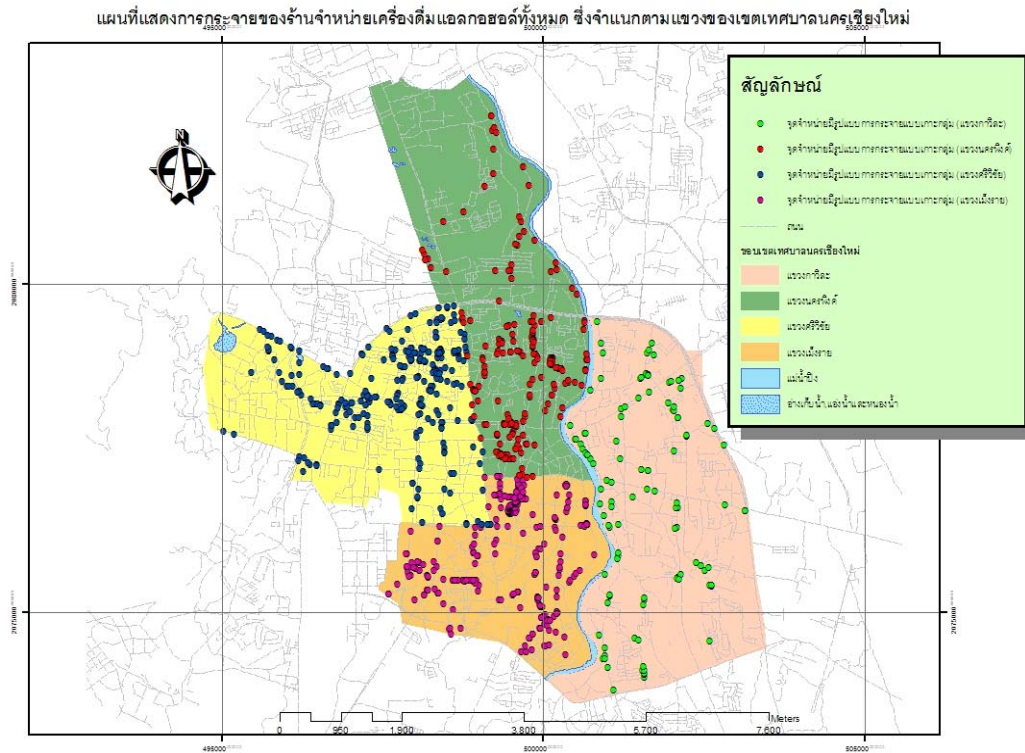 แผนที่แสดงการกระจายของร้านจำหน่ายเครื่องดื่มแอลกอฮอล์ทั้งหมด ซึ่งจำแนกตามแขวงของเขตเทศบาลนครเชียงใหม่
495000 500000 505000
สัญลักษณ์
จุดจำหน่ายมีรูปแบบการกระจายแบบเกาะกลุ่ม (แขวงกาวิละ)
จุดจำหน่ายมีรูปแบบการกระจายแบบเกาะกลุ่ม (แขวงนครพิงค์)
จุดจำหน่ายมีรูปแบบการกระจายแบบเกาะกลุ่ม (แขวงศรีวิชัย)
จุดจำหน่ายมีรูปแบบการกระจายแบบเกาะกลุ่ม (แขวงเม็งราย)
ถนน
ขอบเขตเทศบาลนครเชียงใหม่
แขวงกาวิละ
แขวงนครพิงค์
แขวงศรีวิชัย
แขวงเม็งราย
แม่น้ำปิง
อ่างเก็บน้ำ,แอ่งน้ำและหนองน้ำ
N
2080000
2075000 2075000
Meters
0 950 1,900 3,800 5,700 7,600
495000 500000 505000